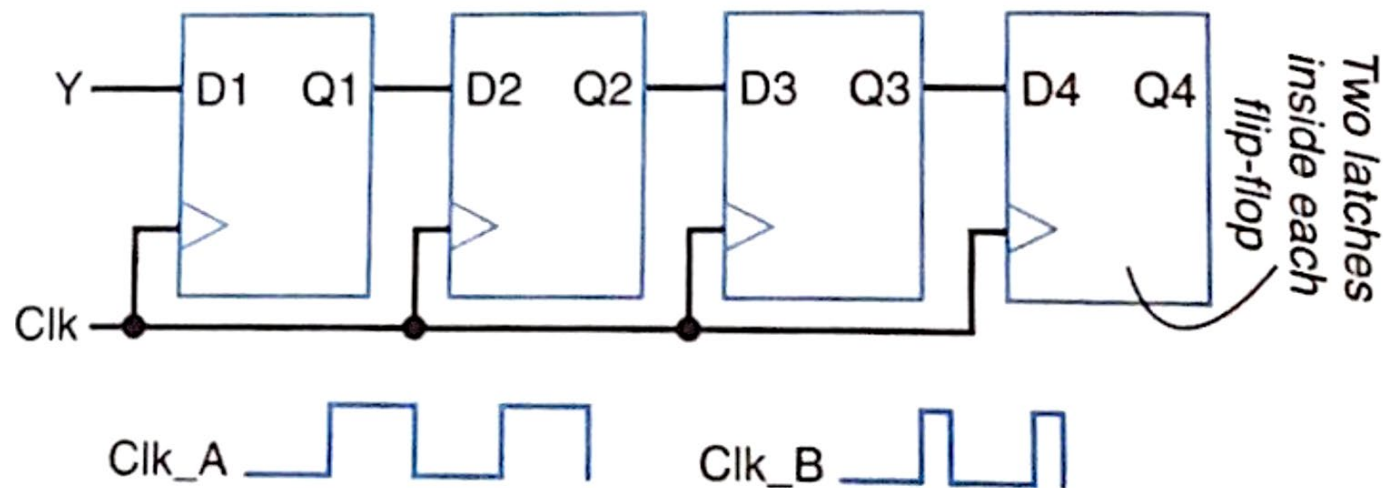 Y D1 Q1 D2 Q2 D3 Q3 D4 Q4
Two latches
inside each
flip-flop
Clk
Clk_A
Clk_B